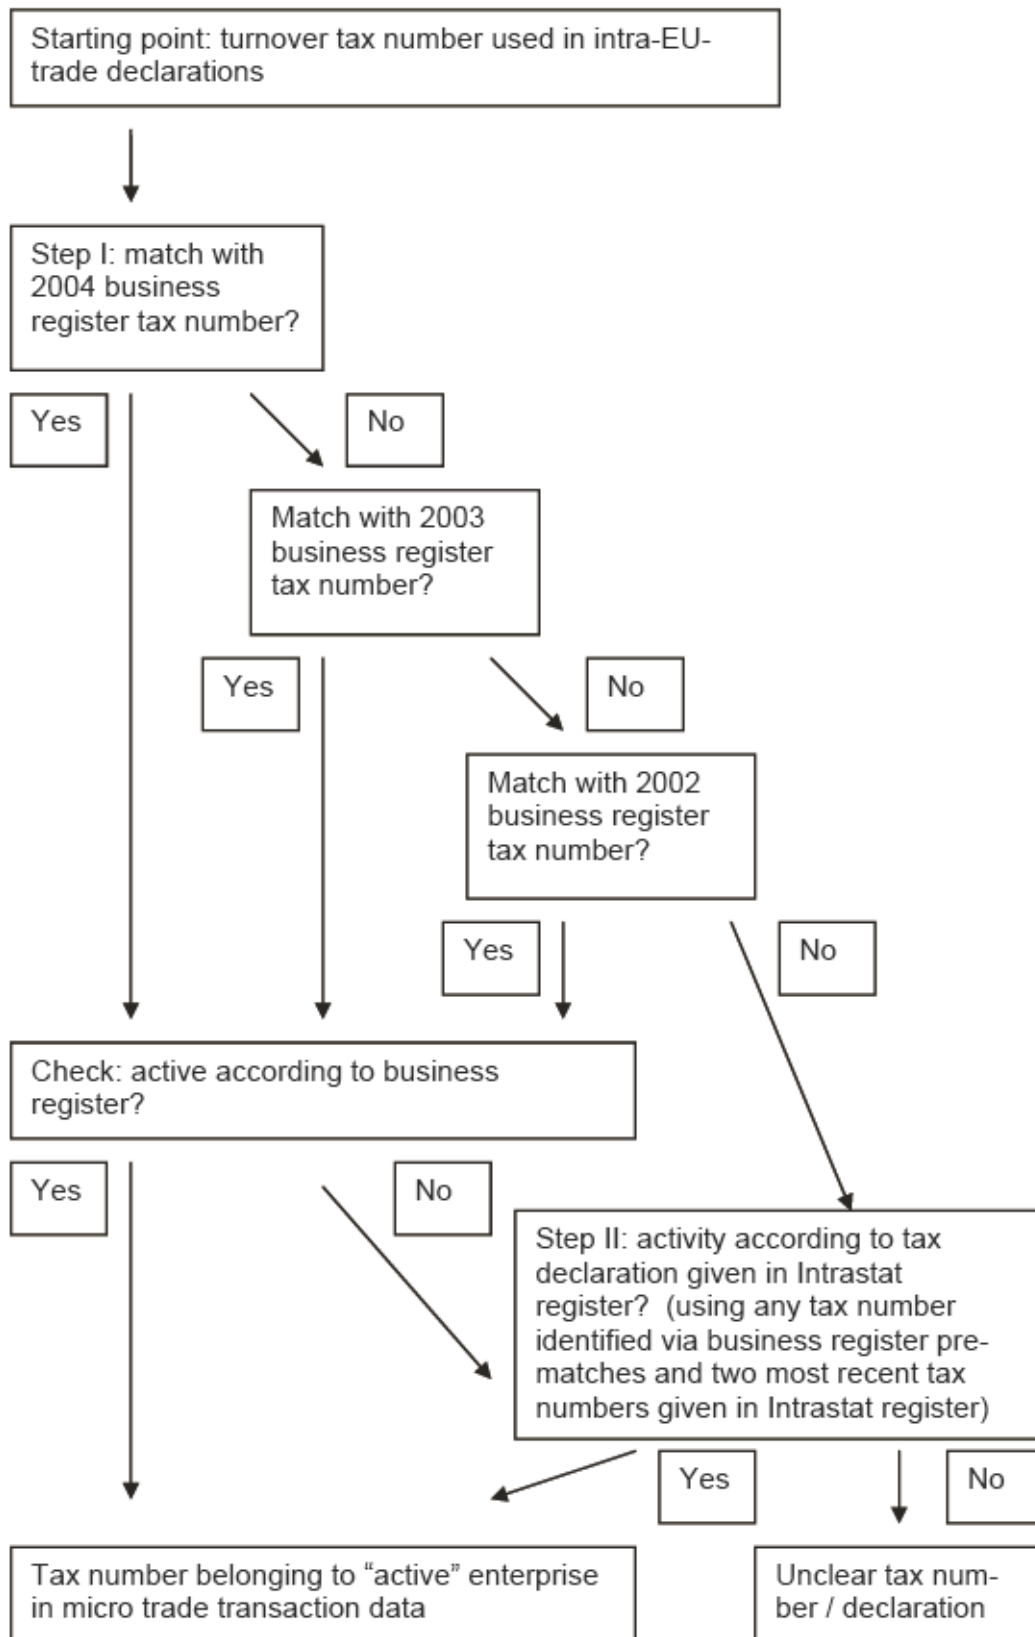 Starting point: turnover tax number used in intra-EU-
trade declarations
Step I: match with
2004 business
register tax number?
Yes
No
Match with 2003
business register
tax number?
Yes
No
Match with 2002
business register
tax number?
Yes
No
Check: active according to business
register?
Yes
No
Step II: activity according to tax
declaration given in Intrastat
register?  (using any tax number
identified via business register pre-
matches and two most recent tax
numbers given in Intrastat register)
Yes
No
Tax number belonging to “active” enterprise
in micro trade transaction data
Unclear tax num-
ber / declaration